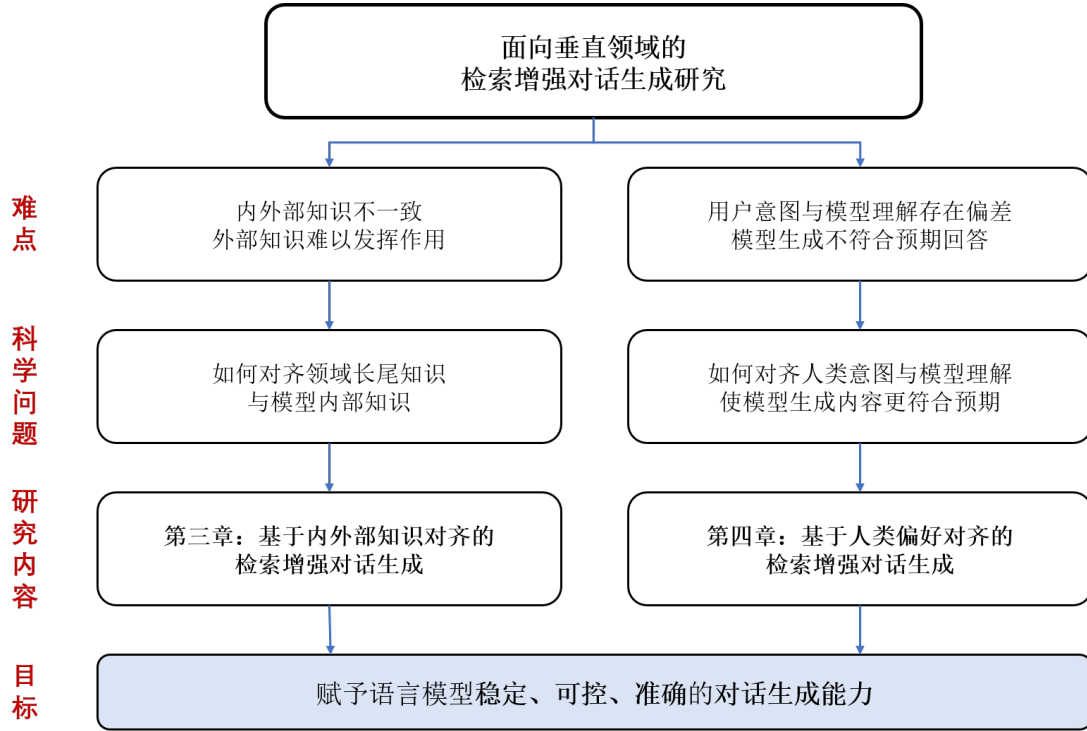 面向垂直领域的
检索增强对话生成研究
难点
内外部知识不一致
外部知识难以发挥作用
用户意图与模型理解存在偏差
模型生成不符合预期回答
科学问题
如何对齐领域长尾知识
与模型内部知识
如何对齐人类意图与模型理解
使模型生成内容更符合预期
研究内容
第三章：基于内外部知识对齐的
检索增强对话生成
第四章：基于人类偏好对齐的
检索增强对话生成
目标
赋予语言模型稳定、可控、准确的对话生成能力